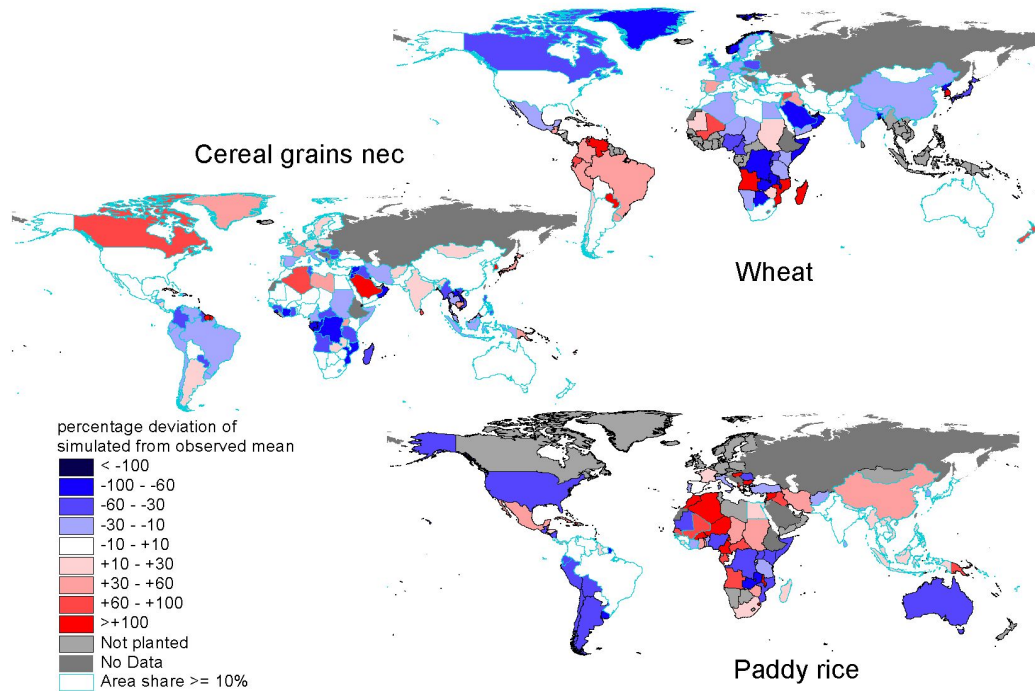 Cereal grains nec
Wheat
percentage deviation of
simulated from observed mean
< -100
-100 - -60
-60 - -30
-30 - -10
-10 - +10
+10 - +30
+30 - +60
+60 - +100
>+100
Not planted
No Data
Area share >= 10%
Paddy rice